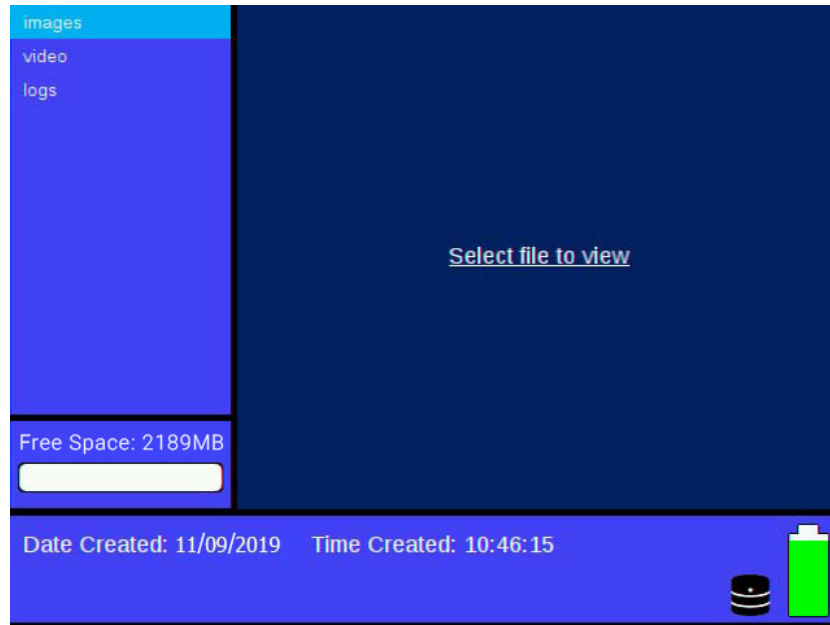 images
video
logs
Select file to view
Free Space: 2189MB
Date Created: 11/09/2019 Time Created: 10:46:15